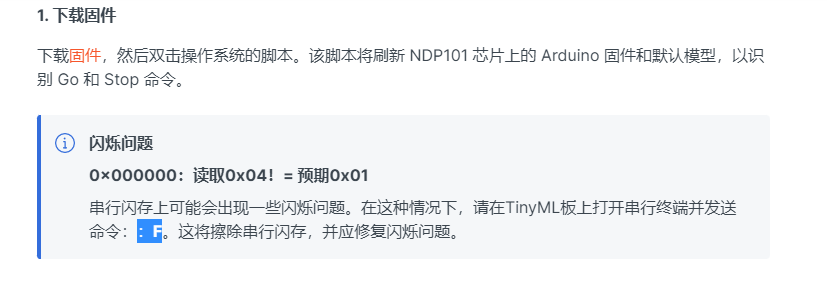 1. 下载固件
下载固件，然后双击操作系统的脚本。该脚本将刷新 NDP101 芯片上的 Arduino 固件和默认模型，以识
别 Go 和 Stop 命令。
闪烁问题
0x000000：读取0x04！= 预期0x01
串行闪存上可能会出现一些闪烁问题。在这种情况下，请在TinyML板上打开串行终端并发送
命令：：F。这将擦除串行闪存，并应修复闪烁问题。